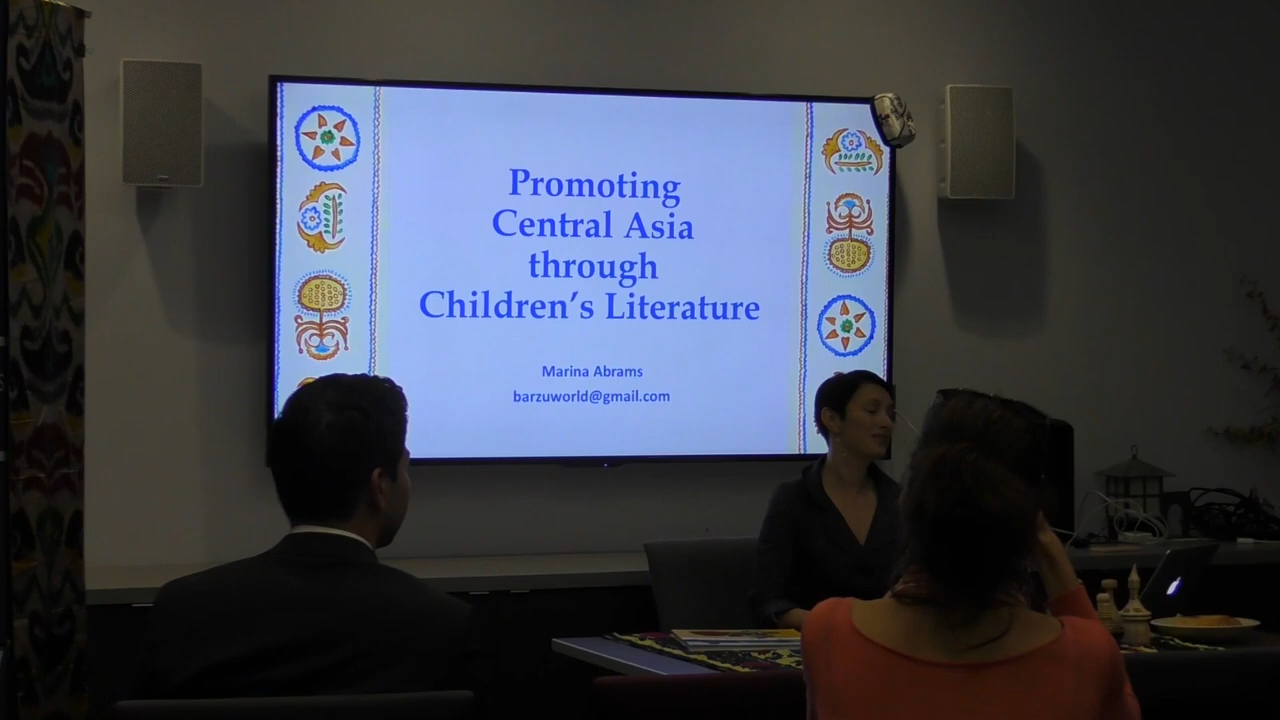 Promoting
Central Asia
through
Children's Literature
Marina Abrams
barzuworld@gmail.com